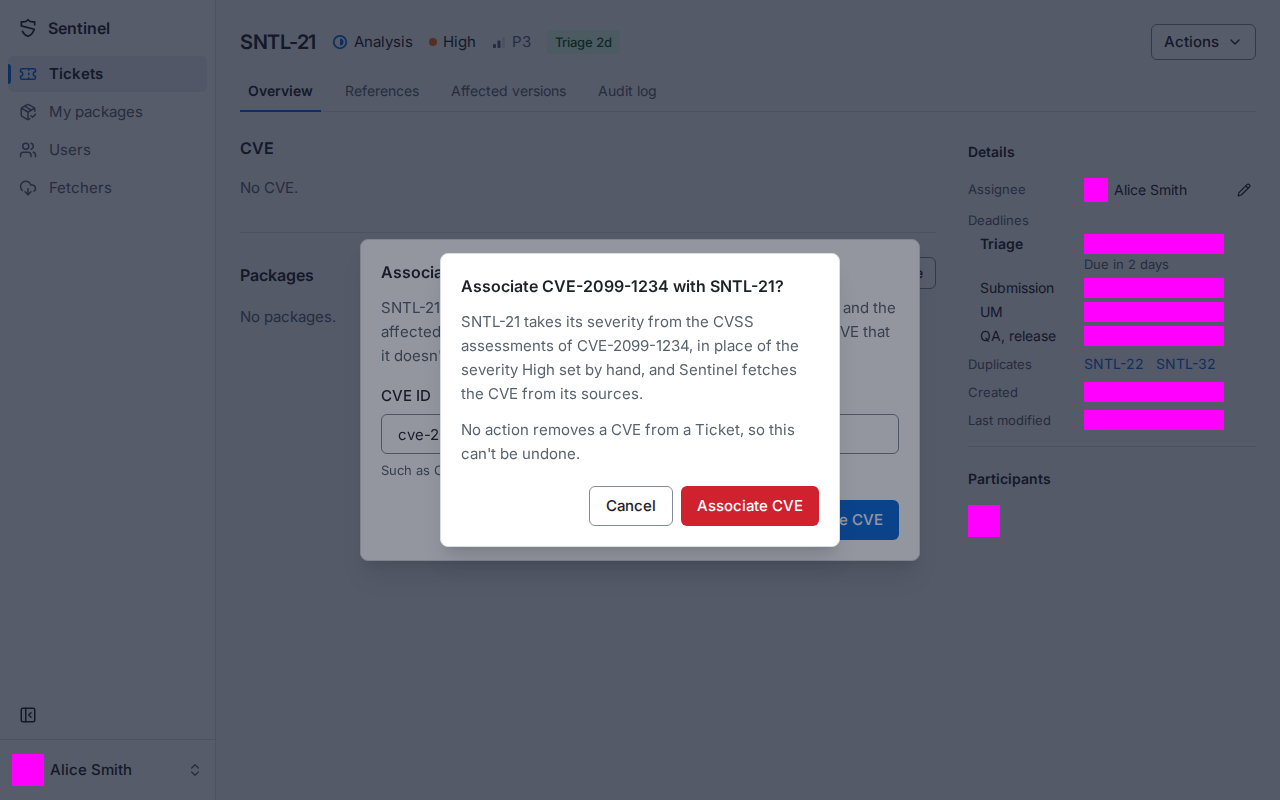 Sentinel
Tickets
My packages
Users
Fetchers
Alice Smith
SNTL-21
Analysis
High
P3
Triage 2d
Actions
Overview
References
Affected versions
Audit log
CVE
No CVE.
Packages
No packages.
SNTL-21
and the
affected
VE that
it doesn'
CVE ID
cve-2
Such as C
e CVE
Associate CVE-2099-1234 with SNTL-21?
SNTL-21 takes its severity from the CVSS
assessments of CVE-2099-1234, in place of the
severity High set by hand, and Sentinel fetches
the CVE from its sources.
No action removes a CVE from a Ticket, so this
can't be undone.
Cancel
Associate CVE
Details
Assignee
Alice Smith
Deadlines
Triage
Due in 2 days
Submission
UM
QA, release
Duplicates
SNTL-22
SNTL-32
Created
Last modified
Participants